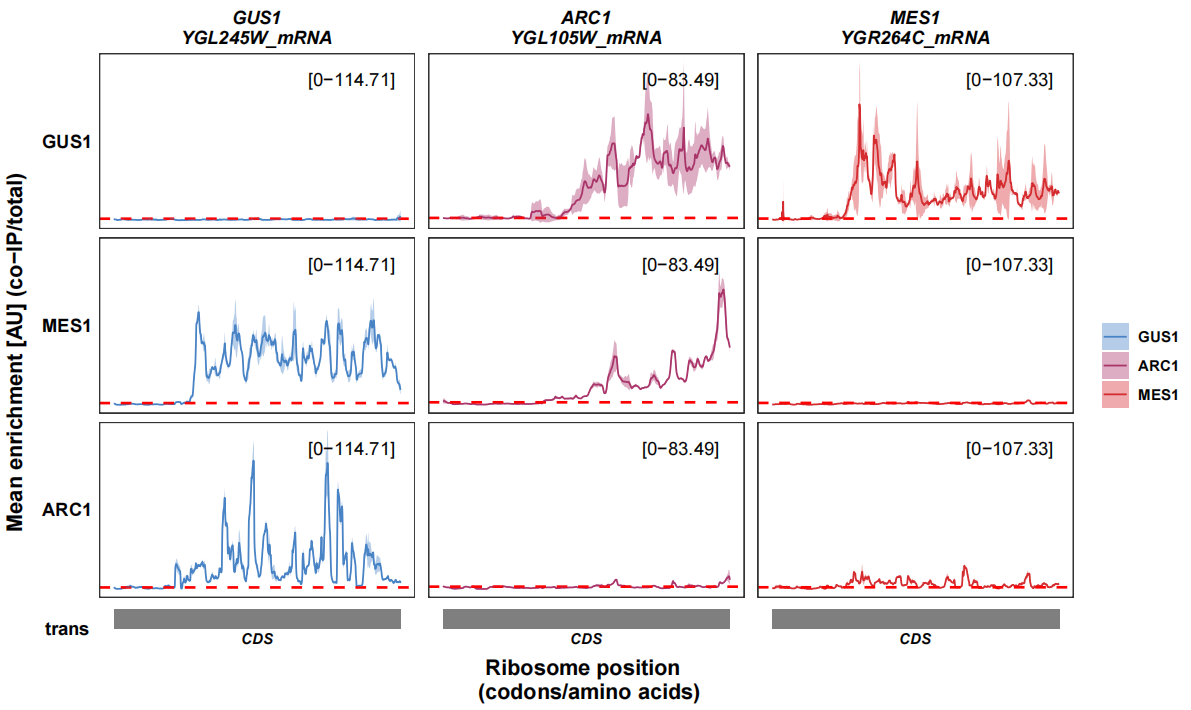 GUS1
YGL245W_mRNA
ARC1
YGL105W_mRNA
MES1
YGR264C_mRNA
Mean enrichment [AU] (co−IP/total)
GUS1
[0−114.71]
[0−83.49]
[0−107.33]
MES1
[0−114.71]
[0−83.49]
[0−107.33]
ARC1
[0−114.71]
[0−83.49]
[0−107.33]
GUS1
ARC1
MES1
trans
CDS
CDS
CDS
Ribosome position
(codons/amino acids)